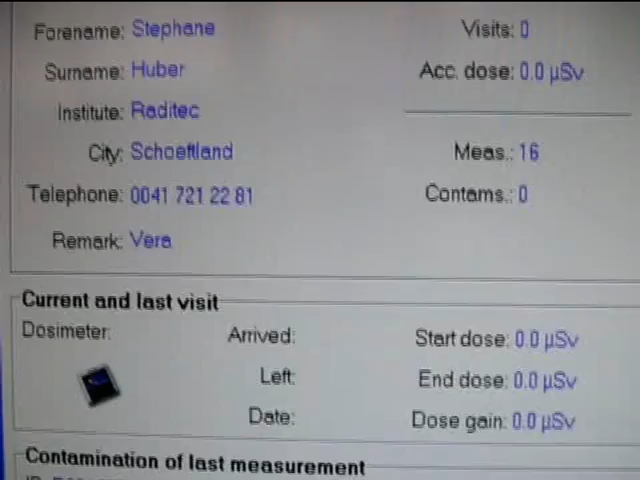 Forename: Stephane Visits: 0
Surname: Huber Acc. dose: 0.0 µSv
Institute: Raditec
City: Schoeftland Meas.: 16
Telephone: 0041 721 22 81 Contams.: 0
Remark: Vera
Current and last visit
Dosimeter: Arrived: Start dose: 0.0 µSv
Left: End dose: 0.0 µSv
Date: Dose gain: 0.0 µSv
Contamination of last measurement